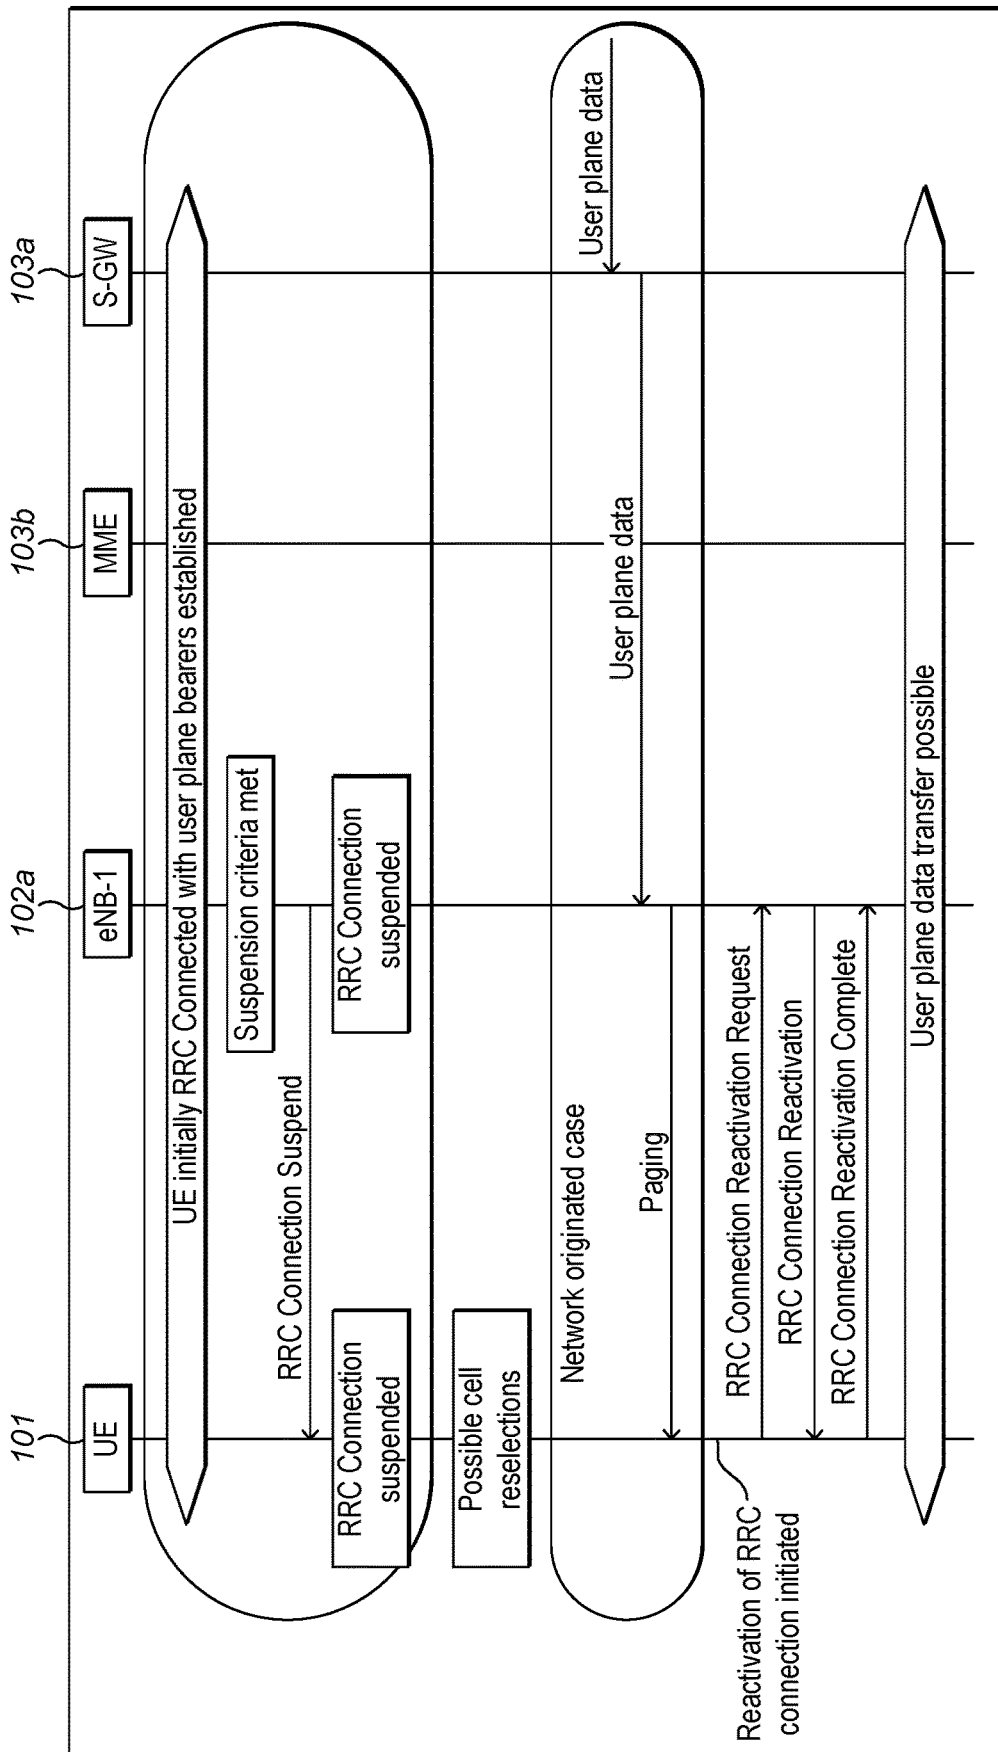 101
102a
103b
103a
UE
eNB-1
MME
S-GW
UE initially RRC Connected with user plane bearers established
Suspension criteria met
RRC Connection Suspend
RRC Connection
suspended
RRC Connection
suspended
Possible cell
reselections
Network originated case
User plane data
User plane data
Paging
Reactivation of RRC
connection initiated
RRC Connection Reactivation Request
RRC Connection Reactivation
RRC Connection Reactivation Complete
User plane data transfer possible